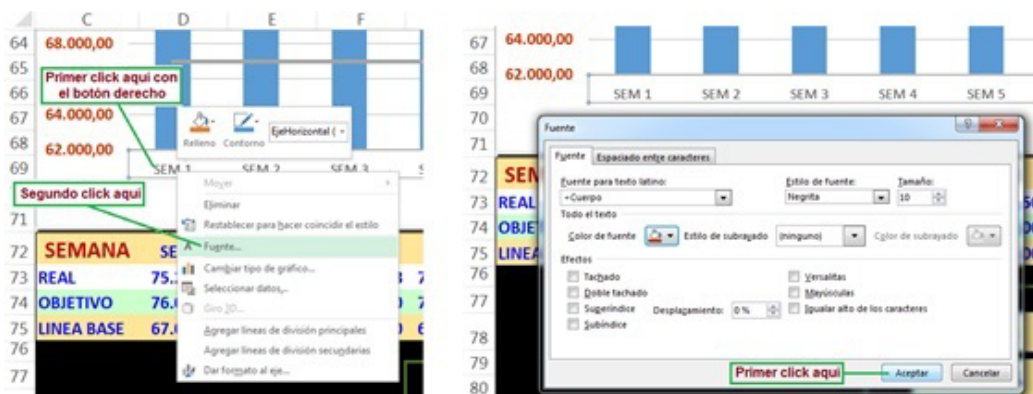 C D E F
64 68.000,00
65
Primer click aqui con
el botón derecho
66
67 64.000,00
Relleno Contorno EjeHorizontal (
68 62.000,00
69 SEM 1 SEM 2 SEM 3
Mover
Segundo click aqui
Eliminar
Restablecer para hacer coincidir el estilo
71
Fuente...
72 SEMANA SE
Cambiar tipo de gráfico...
73 REAL 75.
Seleccionar datos...
74 OBJETIVO 76.
Giro 3D...
75 LINEA BASE 67.
Agregar líneas de división principales
76
Agregar líneas de división secundarias
77
Dar formato al eje...
67 64.000,00
68 62.000,00
69 SEM 1 SEM 2 SEM 3 SEM 4 SEM 5
70
71
Fuente
Fuente Espaciado entre caracteres
72 SEM
Fuente para texto latino: Estilo de fuente: Tamaño:
73 REAL
+Cuerpo Negrita 10
Todo el texto
74 OBJE
Color de fuente Estilo de subrayado (ninguno) Color de subrayado
75 LINEA
Efectos
76
Tachado Versalitas
Doble tachado Mayúsculas
77
Superíndice Desplazamiento: 0 % Igualar alto de los caracteres
Subíndice
78
79
Primer click aqui Aceptar Cancelar
80